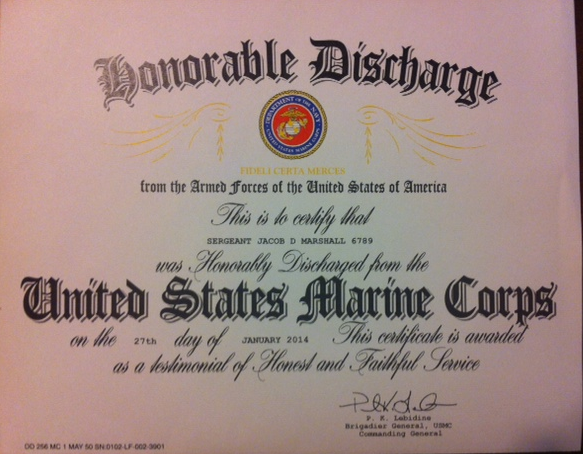 Honorable Discharge
DEPARTMENT OF THE NAVY
UNITED STATES MARINE CORPS
FIDELI CERTA MERCES
from the Armed Forces of the United States of America
This is to certify that
SERGEANT JACOB D MARSHALL 6789
was Honorably Discharged from the
United States Marine Corps
on the 27th day of JANUARY 2014 This certificate is awarded
as a testimonial of Honest and Faithful Service
P. K. Lebidine
Brigadier General, USMC
Commanding General
DD 256 MC 1 MAY 50 SN:0102-LF-002-3901